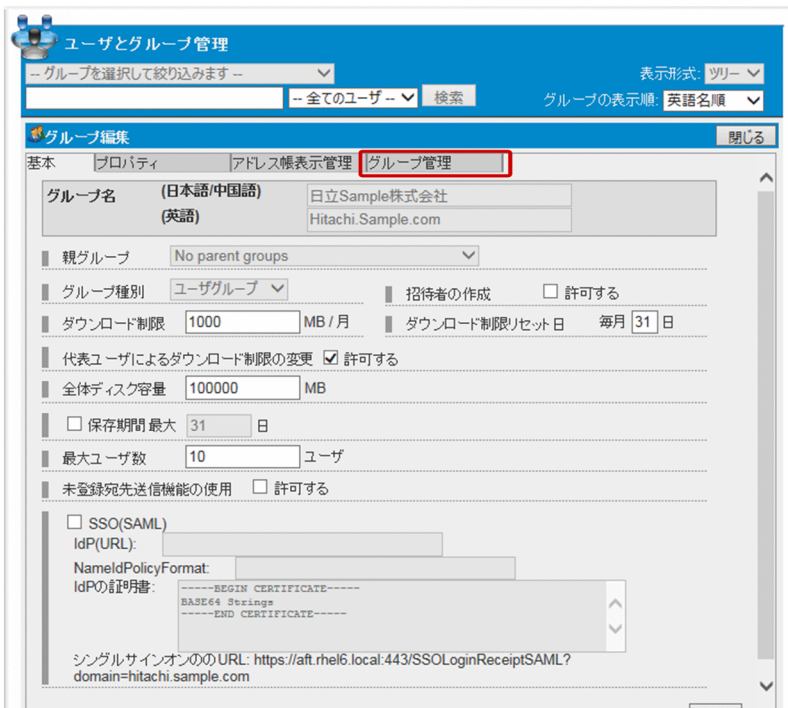 ユーザとグループ管理
-- グループを選択して絞り込みます --
表示形式: ツリー
-- 全てのユーザ -- 検索 グループの表示順: 英語名順
グループ編集 閉じる
基本 プロパティ アドレス帳表示管理 グループ管理
グループ名 (日本語/中国語) 日立Sample株式会社
(英語) Hitachi.Sample.com
親グループ No parent groups
グループ種別 ユーザグループ 招待者の作成 許可する
ダウンロード制限 1000 MB / 月 ダウンロード制限リセット日 毎月 31 日
代表ユーザによるダウンロード制限の変更 許可する
全体ディスク容量 100000 MB
保存期間 最大 31 日
最大ユーザ数 10 ユーザ
未登録宛先送信機能の使用 許可する
SSO(SAML)
IdP(URL):
NameIdPolicyFormat:
IdPの証明書: -----BEGIN CERTIFICATE-----
BASE64 Strings
-----END CERTIFICATE-----
シングルサインオンののURL: https://aft.rhel6.local:443/SSOLoginReceiptSAML?
domain=hitachi.sample.com